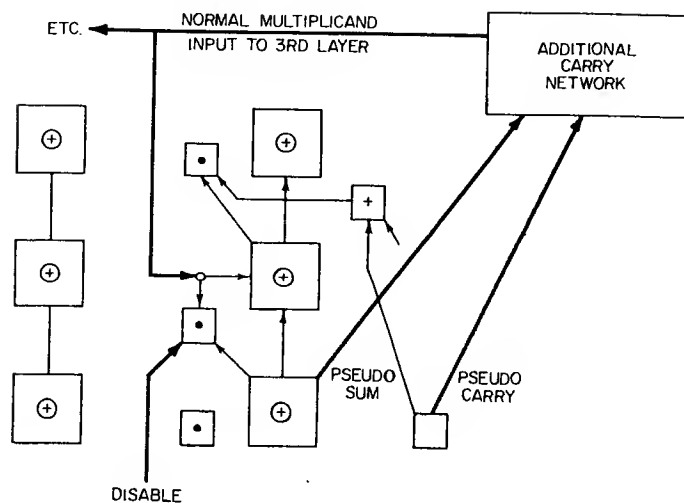 ETC.
NORMAL MULTIPLICAND
INPUT TO 3RD LAYER
ADDITIONAL
CARRY
NETWORK
+
+
•
+
+
+
•
PSEUDO
SUM
PSEUDO
CARRY
+
•
+
DISABLE